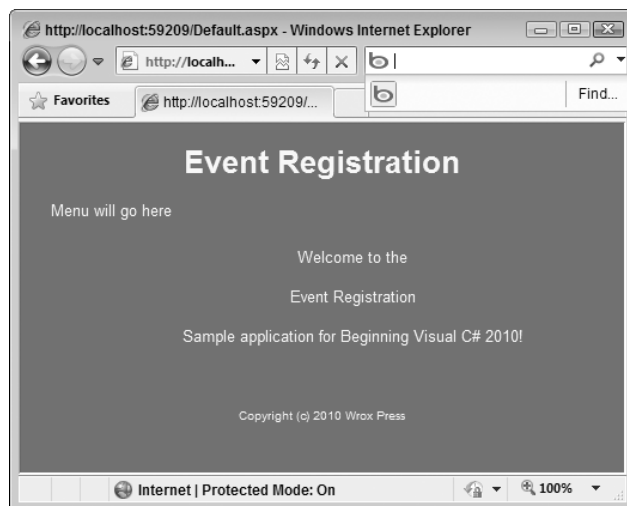 http://localhost:59209/Default.aspx - Windows Internet Explorer
http://localh...
Favorites
http://localhost:59209/...
Find...
Event Registration
Menu will go here
Welcome to the
Event Registration
Sample application for Beginning Visual C# 2010!
Copyright (c) 2010 Wrox Press
Internet | Protected Mode: On
100%